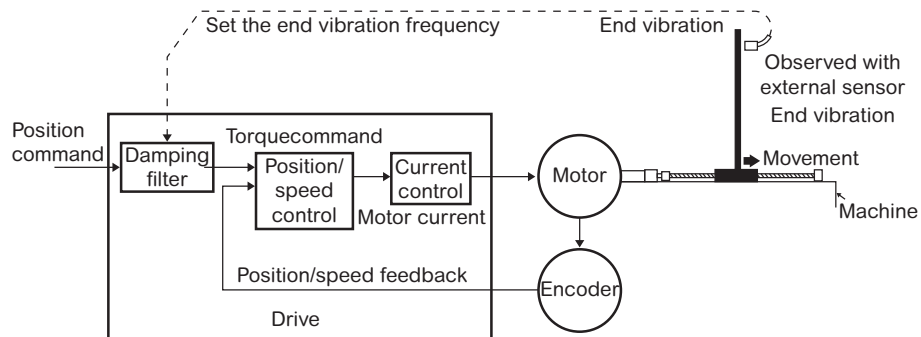 Set the end vibration frequency
End vibration
Observed with
external sensor
End vibration
Position
command
Torquecommand
Damping
filter
Position/
speed
control
Current
control
Motor current
Motor
Movement
Machine
Position/speed feedback
Encoder
Drive